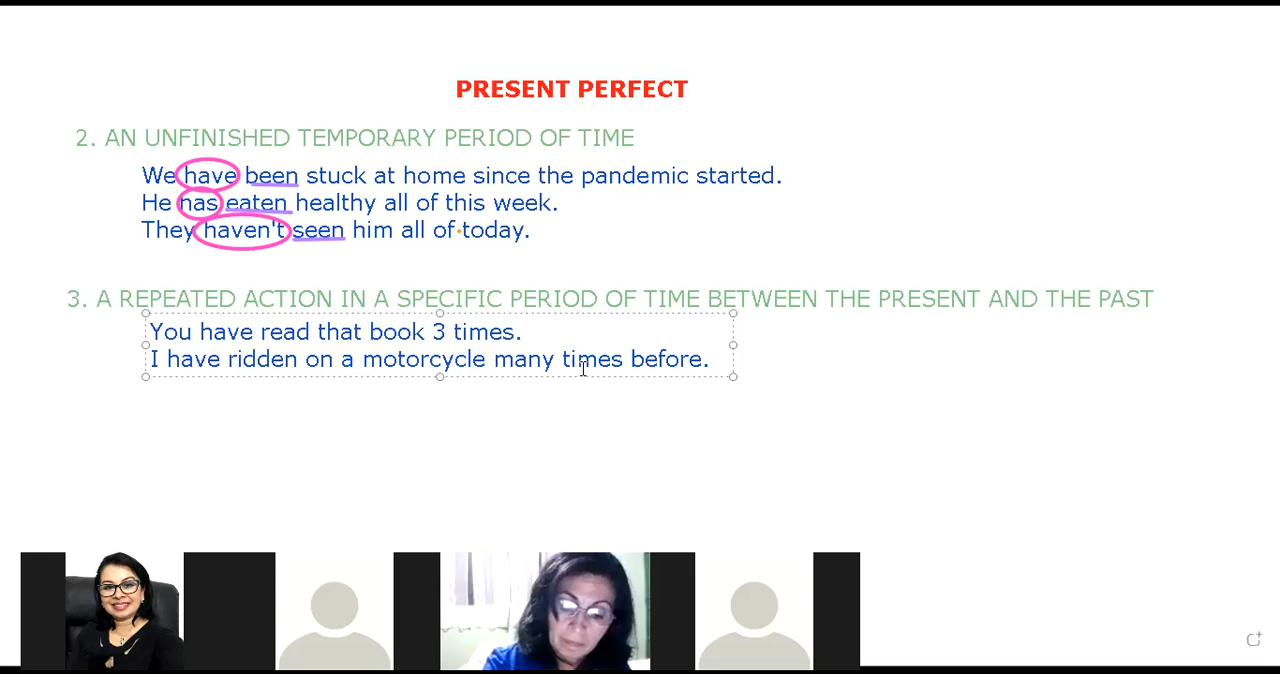 PRESENT PERFECT
2. AN UNFINISHED TEMPORARY PERIOD OF TIME
We have been stuck at home since the pandemic started.
He has eaten healthy all of this week.
They haven't seen him all of today.
3. A REPEATED ACTION IN A SPECIFIC PERIOD OF TIME BETWEEN THE PRESENT AND THE PAST
You have read that book 3 times.
I have ridden on a motorcycle many times before.